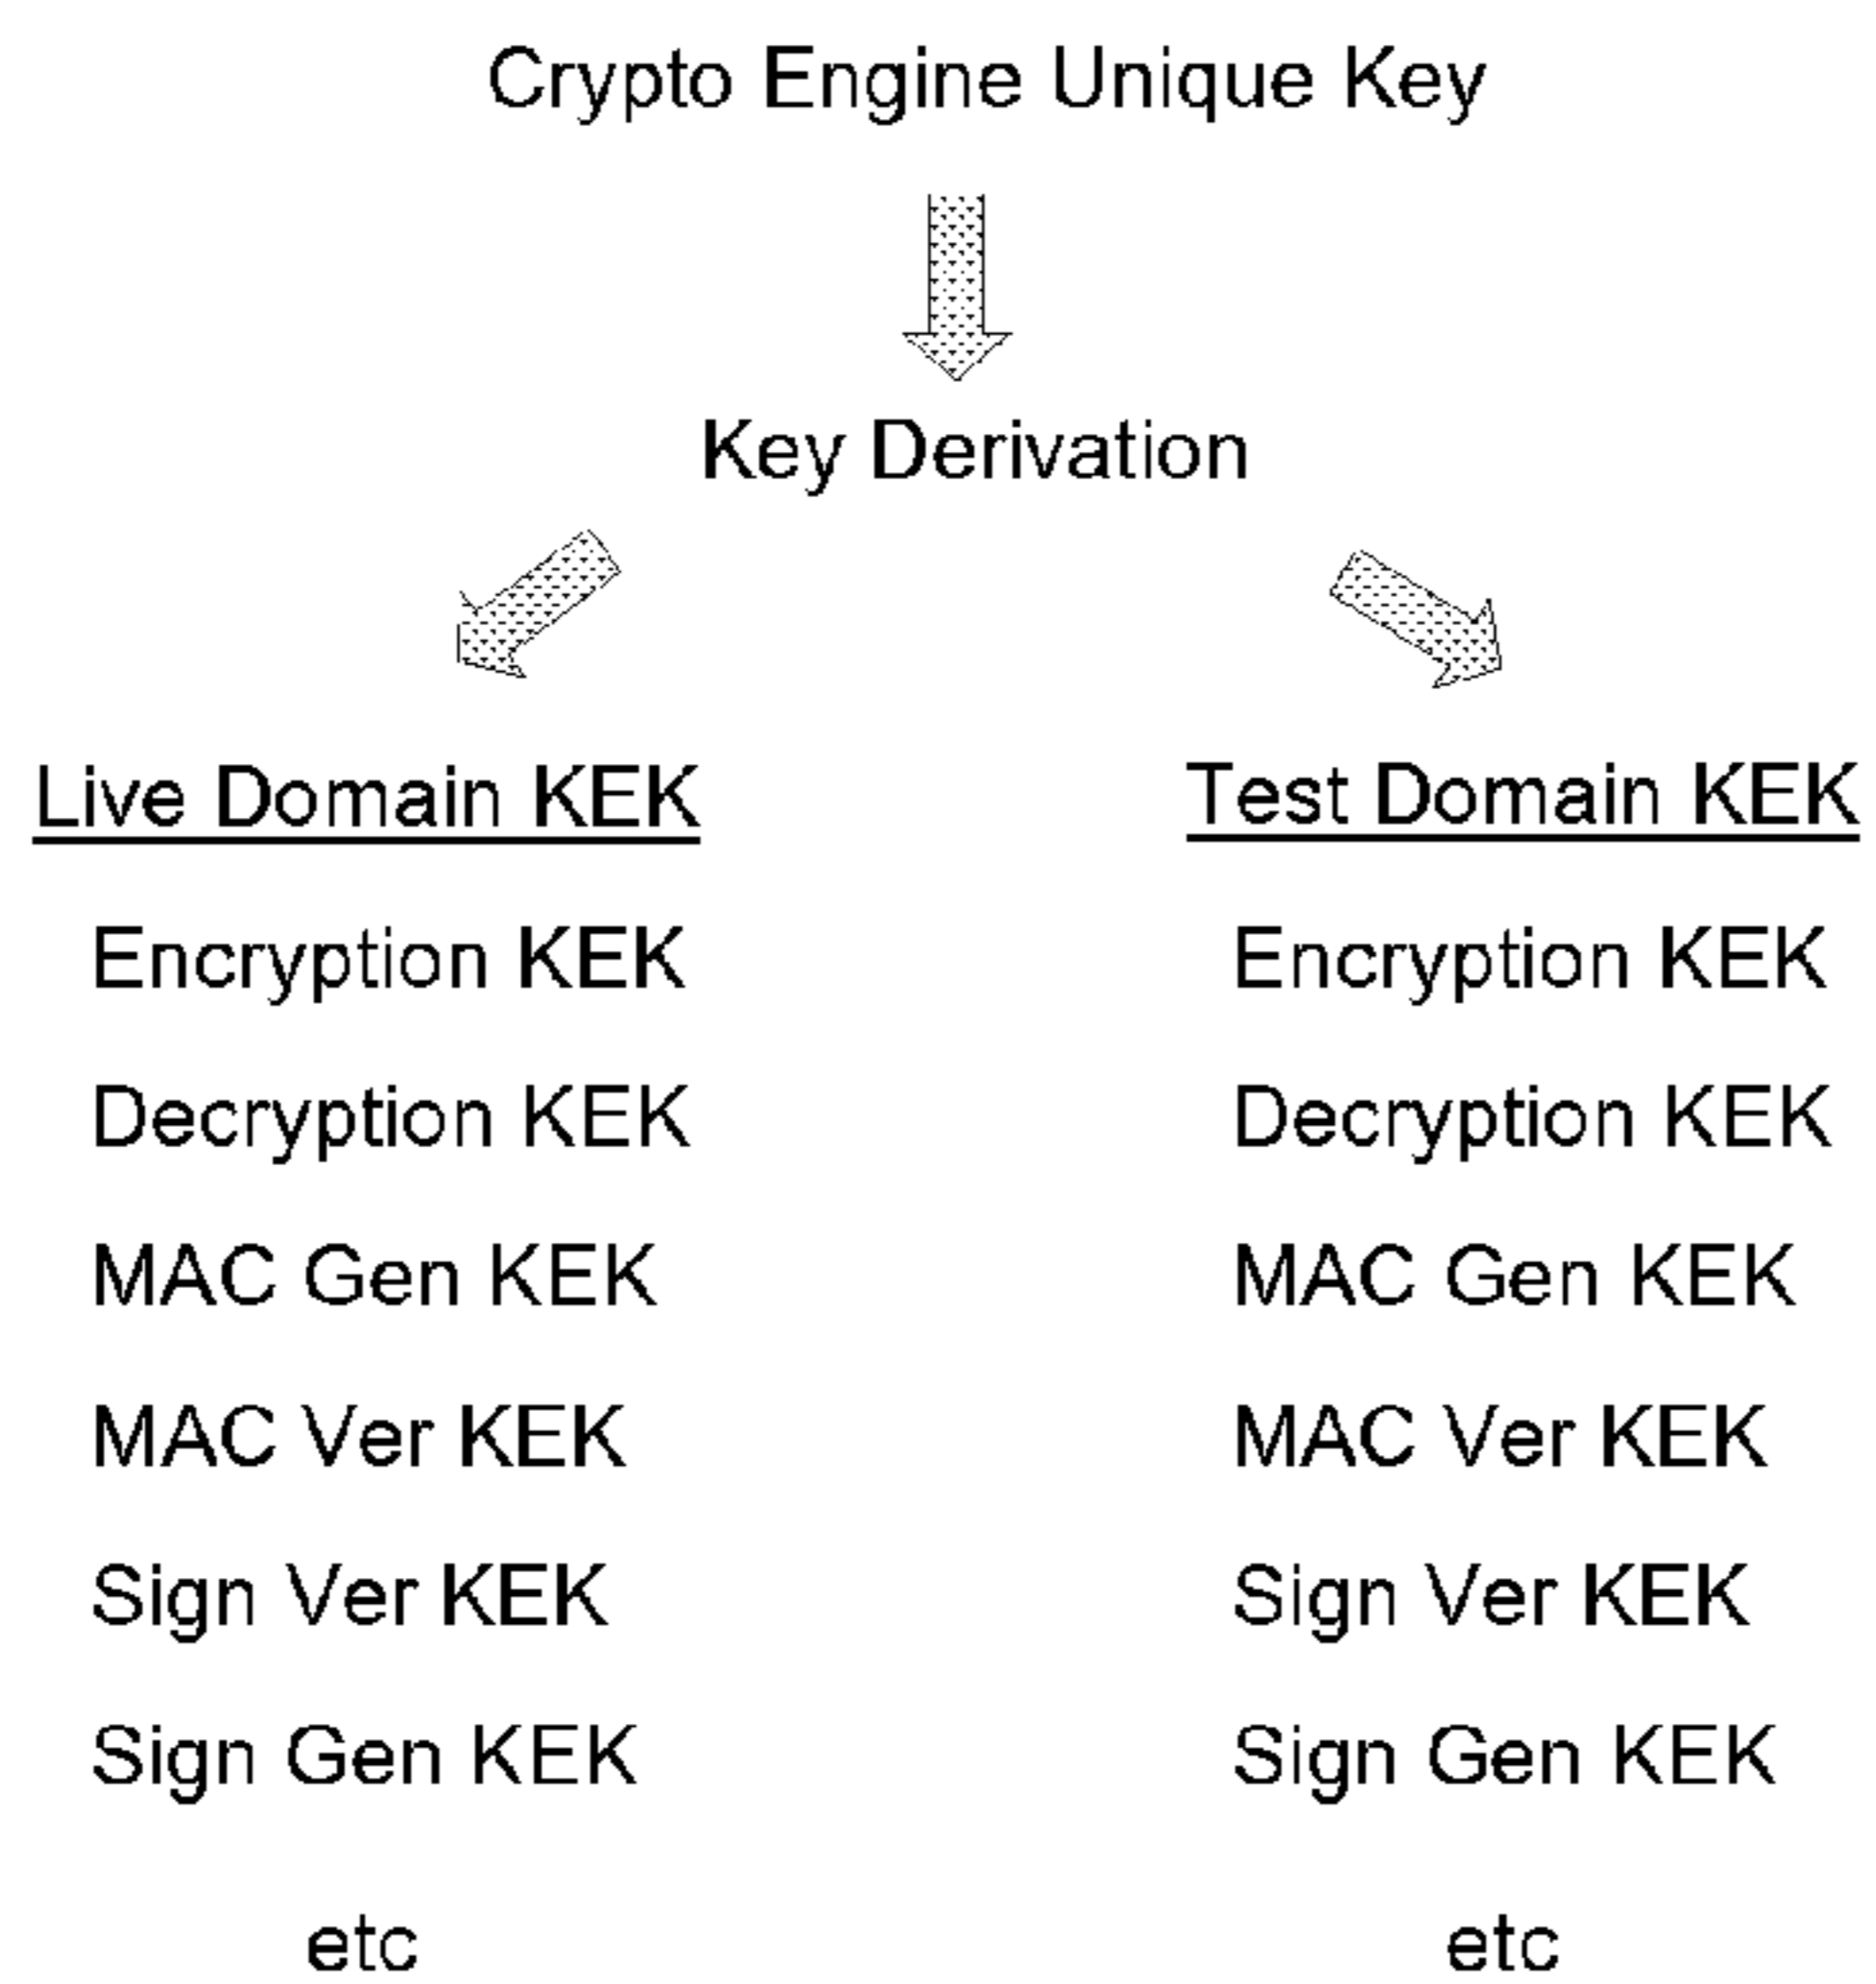 Crypto Engine Unique Key
Key Derivation
Live Domain KEK
Encryption KEK
Decryption KEK
MAC Gen KEK
MAC Ver KEK
Sign Ver KEK
Sign Gen KEK
etc
Test Domain KEK
Encryption KEK
Decryption KEK
MAC Gen KEK
MAC Ver KEK
Sign Ver KEK
Sign Gen KEK
etc